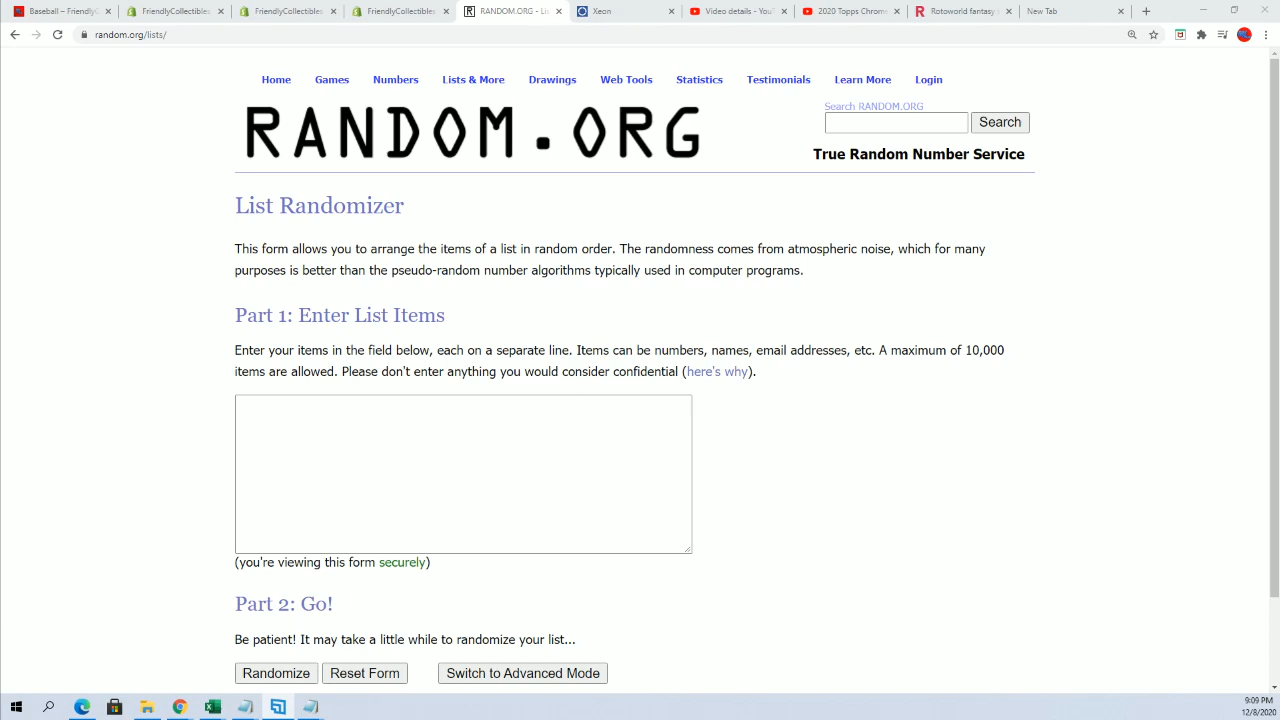 Baseball – FriendlyC
FriendlyCollectibles
FriendlyCollectibles
FriendlyCollectibles
RANDOM.ORG - Li
Xeon
Video details - YouT
2020 Topps Chrome
Rotoworld fantasy
New Tab
random.org/lists/
Home Games Numbers Lists & More Drawings Web Tools Statistics Testimonials Learn More Login
RANDOM.ORG
Search RANDOM.ORG
Search
True Random Number Service
List Randomizer
This form allows you to arrange the items of a list in random order. The randomness comes from atmospheric noise, which for many
purposes is better than the pseudo-random number algorithms typically used in computer programs.
Part 1: Enter List Items
Enter your items in the field below, each on a separate line. Items can be numbers, names, email addresses, etc. A maximum of 10,000
items are allowed. Please don't enter anything you would consider confidential (here's why).
(you're viewing this form securely)
Part 2: Go!
Be patient! It may take a little while to randomize your list...
Randomize Reset Form Switch to Advanced Mode
9:09 PM
12/8/2020